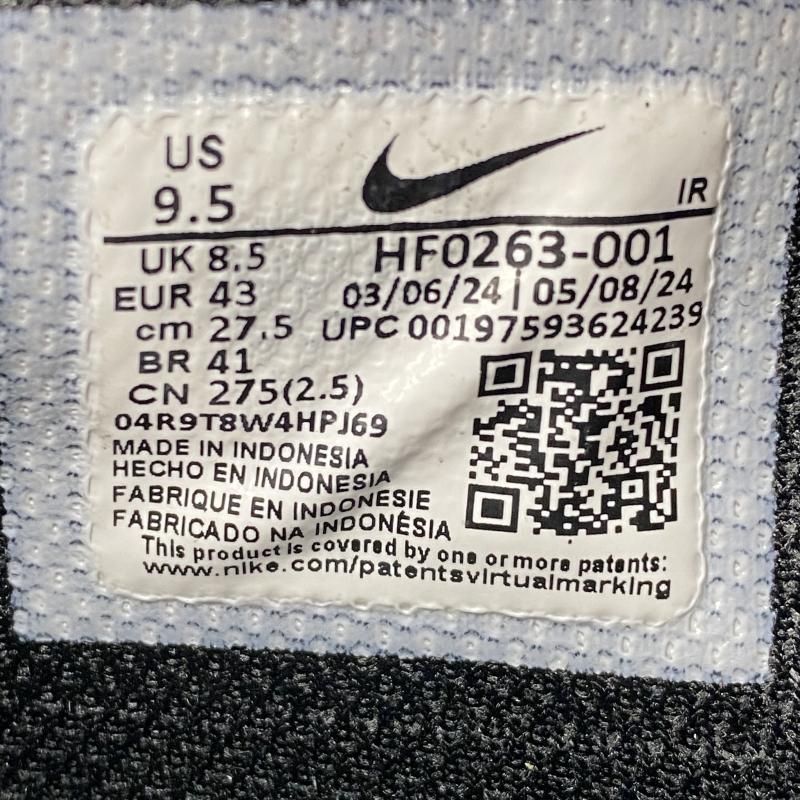 US
9.5
IR
UK 8.5
HF0263-001
EUR 43
03/06/24 | 05/08/24
cm 27.5
UPC 00197593624239
BR 41
CN 275(2.5)
04R9T8W4HPJ69
MADE IN INDONESIA
HECHO EN INDONESIA
FABRIQUE EN INDONESIE
FABRICADO NA INDONÉSIA
This product is covered by one or more patents:
www.nike.com/patentsvirtualmarking